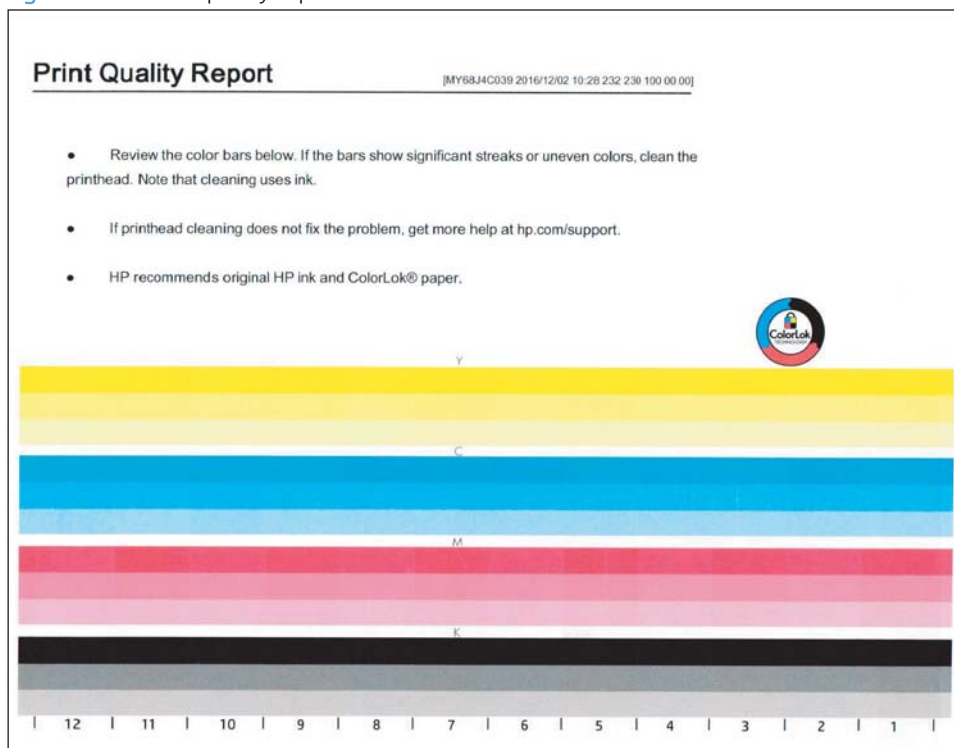 Print Quality Report
[MY68J4C039 2016/12/02 10:28 232 230 100 00 00]
• Review the color bars below. If the bars show significant streaks or uneven colors, clean the
printhead. Note that cleaning uses ink.
• If printhead cleaning does not fix the problem, get more help at hp.com/support.
• HP recommends original HP ink and ColorLok® paper.
ColorLok
TECHNOLOGY
Y
C
M
K
| 12 | 11 | 10 | 9 | 8 | 7 | 6 | 5 | 4 | 3 | 2 | 1 |